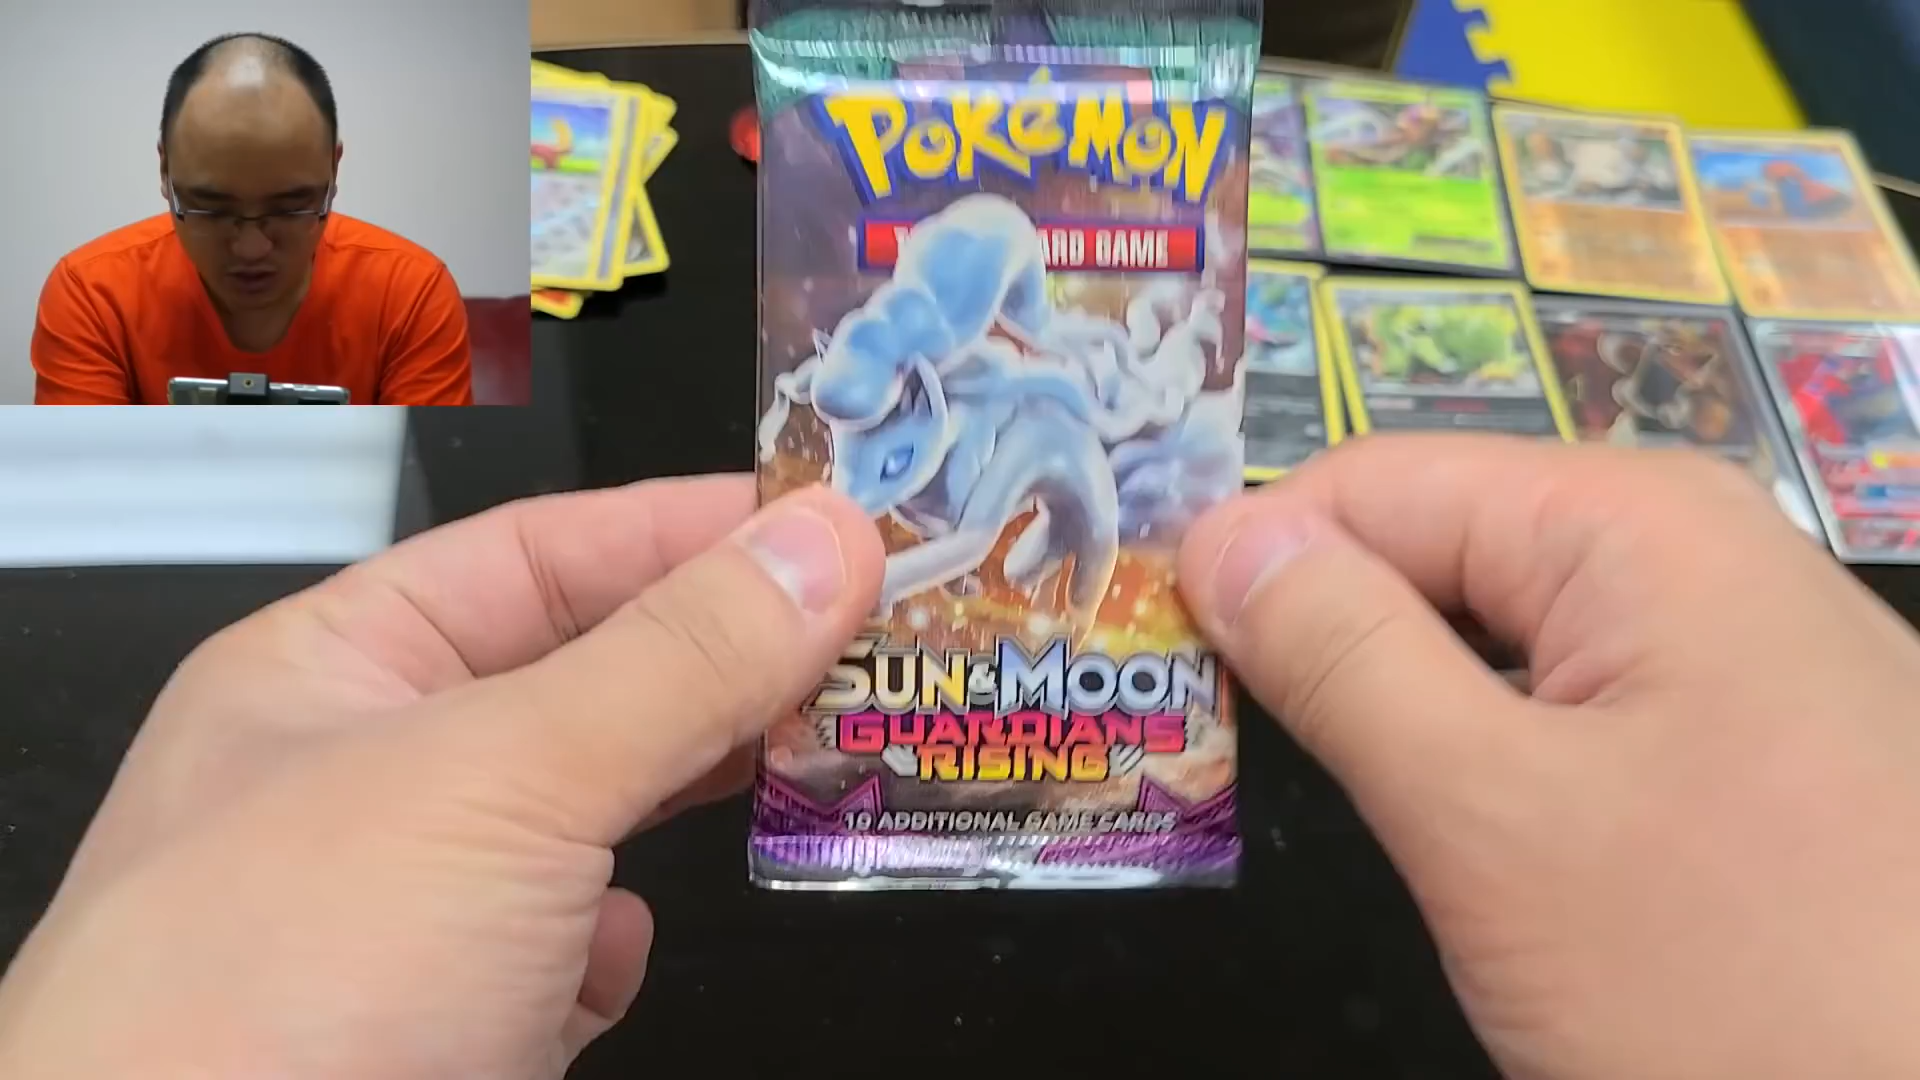 POKéMON
T ARD GAME
SUN & MOON
GUARDIANS
RISING
10 ADDITIONAL GAME CARDS